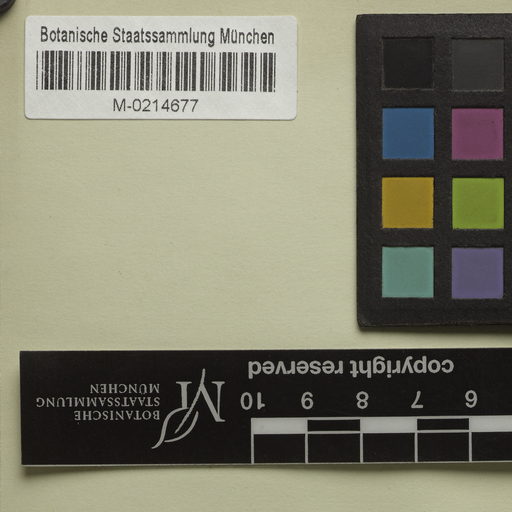 Botanische Staatssammlung München
M-0214677
copyright reserved
10 9 8 7 6
BOTANISCHE
STAATSSAMMLUNG
MÜNCHEN
M